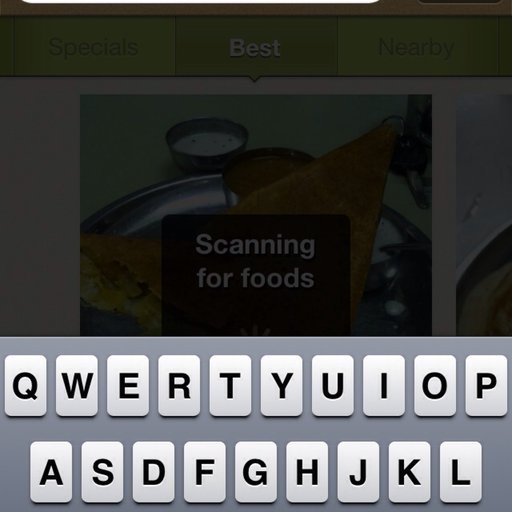 Specials Best Nearby
Scanning
for foods
Q W E R T Y U I O P
A S D F G H J K L